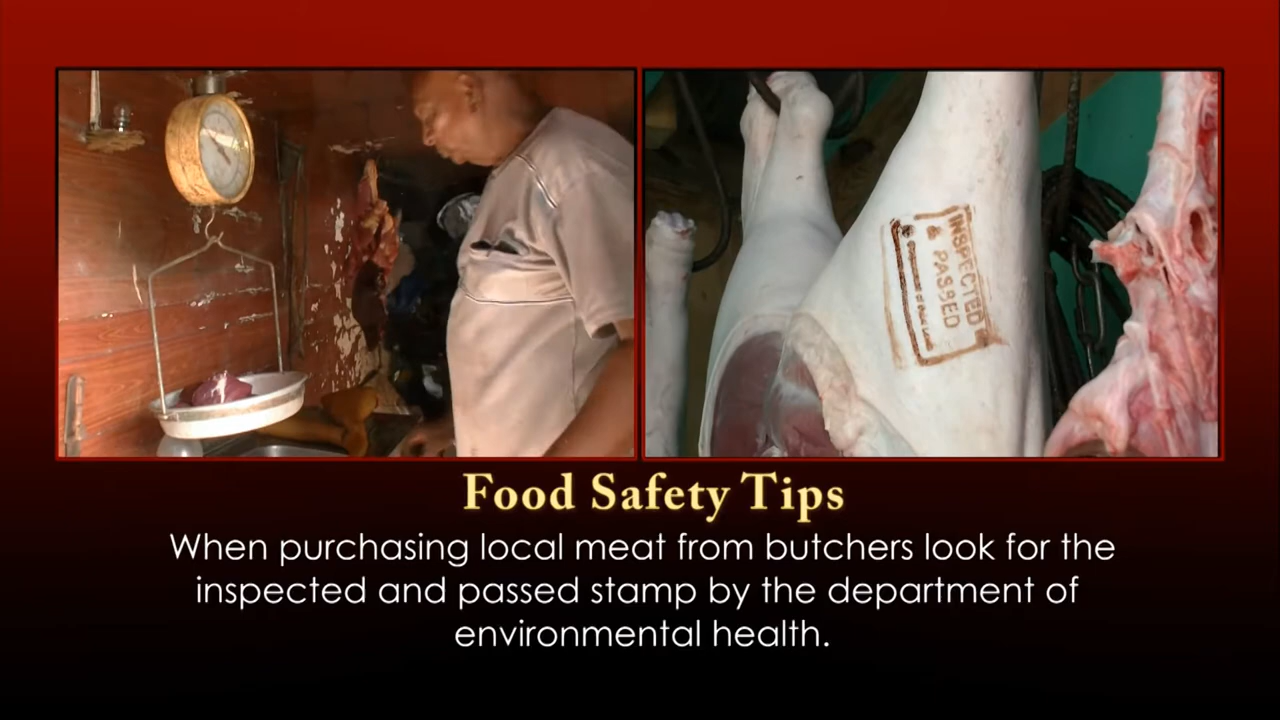 INSPECTED
& PASSED
Food Safety Tips
When purchasing local meat from butchers look for the
inspected and passed stamp by the department of
environmental health.